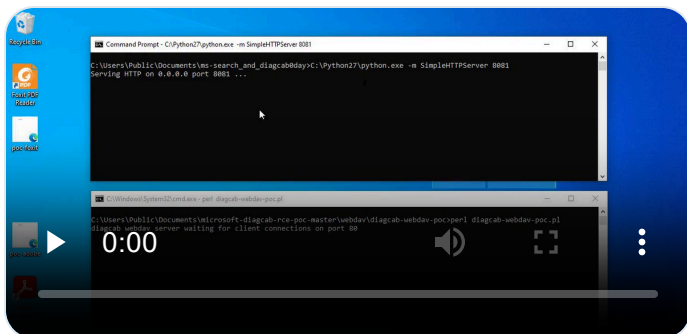 Recycle Bin
Command Prompt - C:\Python27\python.exe -m SimpleHTTPServer 8081
C:\Users\Public\Documents\ms-search_and_diagcab0day>C:\Python27\python.exe -m SimpleHTTPServer 8081
Serving HTTP on 0.0.0.0 port 8081 ...
Foxit PDF
Reader
poc-foxit
C:\Windows\System32\cmd.exe - perl diagcab-webdav-poc.pl
C:\Users\Public\Documents\microsoft-diagcab-rce-poc-master\webdav\diagcab-webdav-poc>perl diagcab-webdav-poc.pl
diagcab webdav server waiting for client connections on port 80
0:00